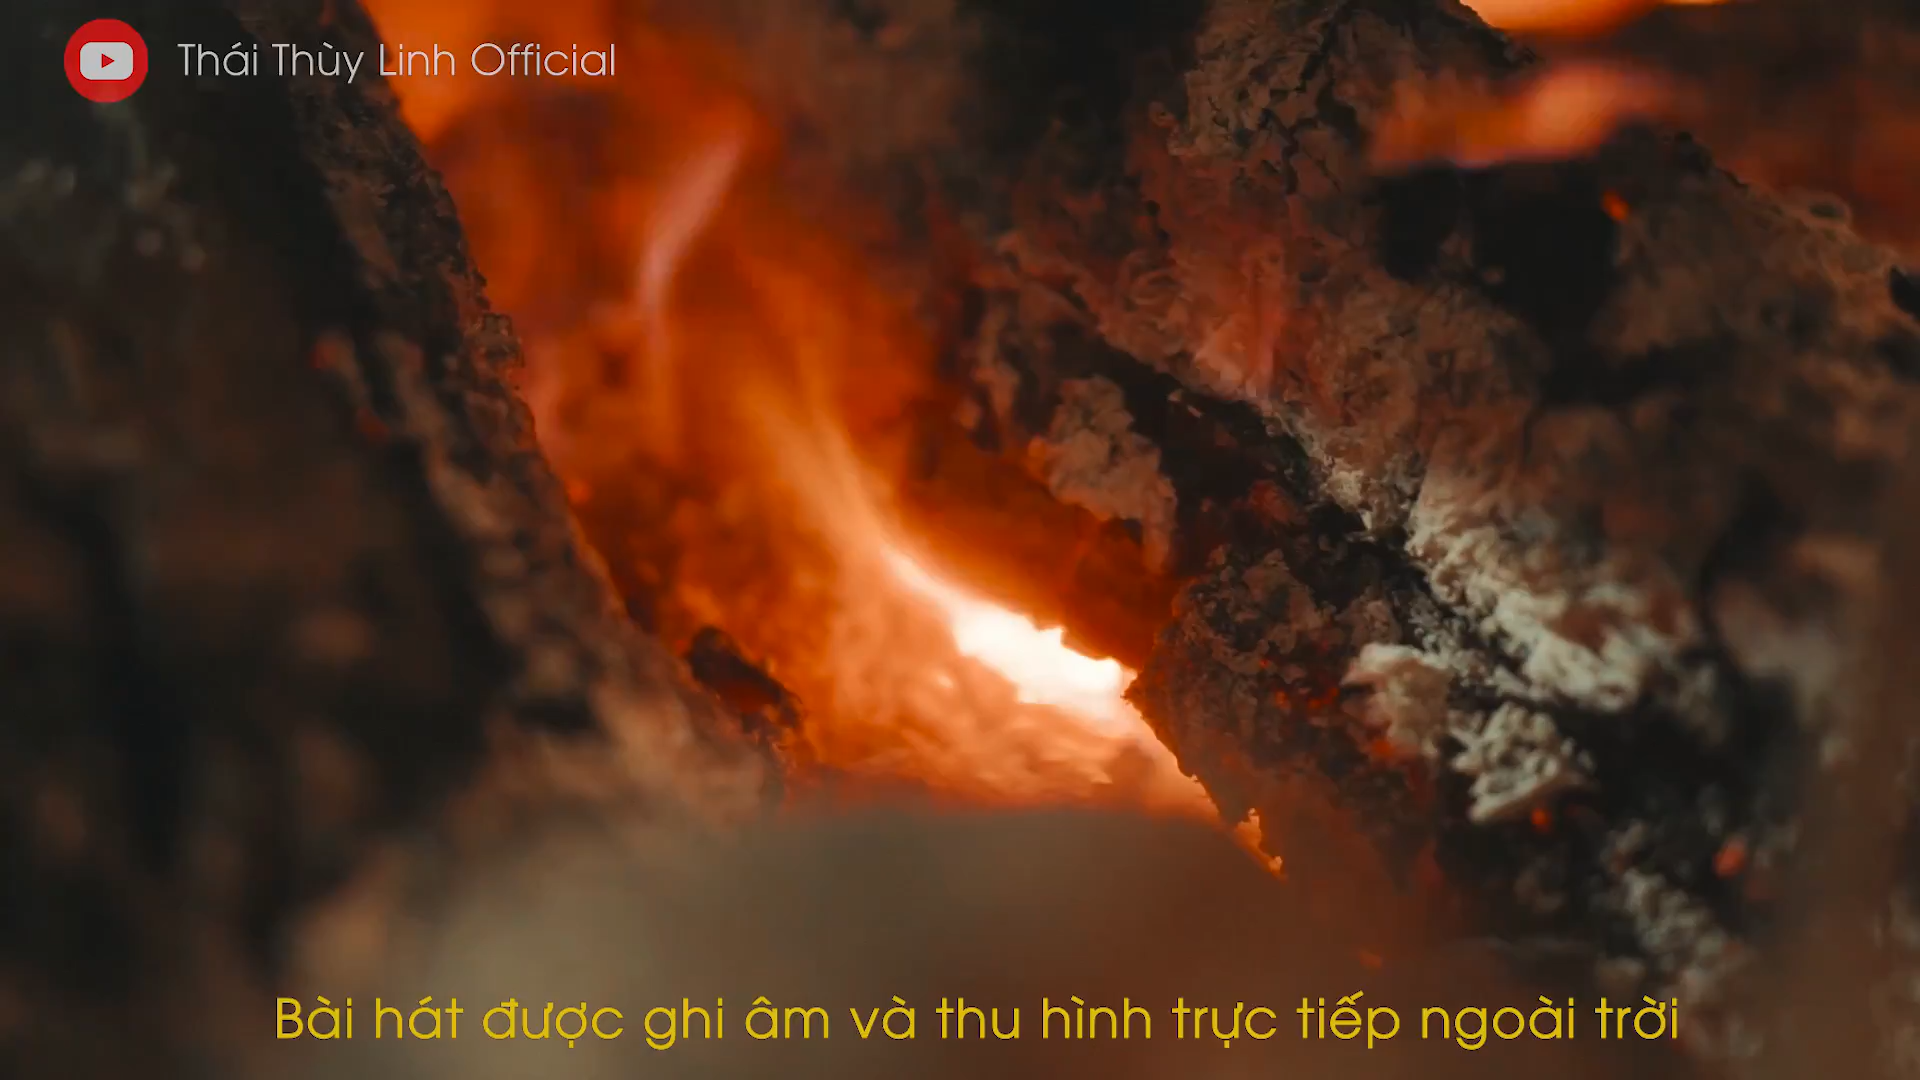 Thái Thùy Linh Official
Bài hát được ghi âm và thu hình trực tiếp ngoài trời